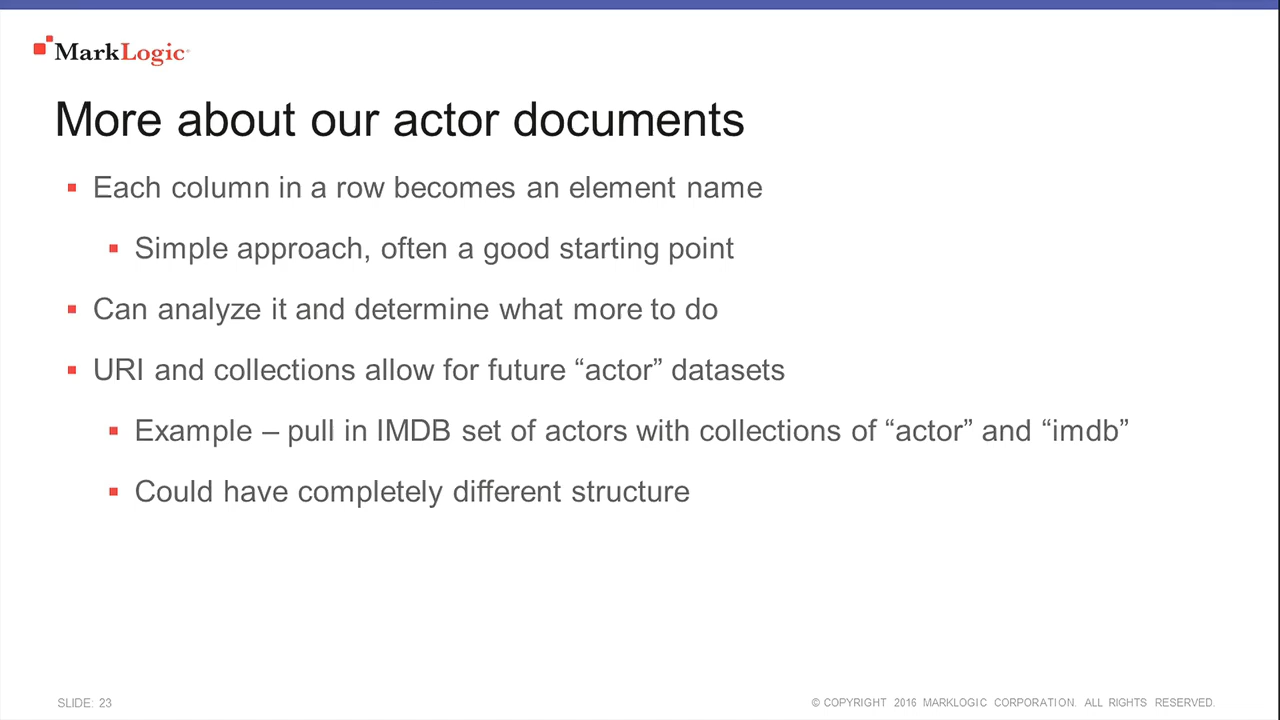 MarkLogic
More about our actor documents
Each column in a row becomes an element name
Simple approach, often a good starting point
Can analyze it and determine what more to do
URI and collections allow for future “actor” datasets
Example – pull in IMDB set of actors with collections of “actor” and “imdb”
Could have completely different structure
SLIDE: 23
© COPYRIGHT 2016 MARKLOGIC CORPORATION. ALL RIGHTS RESERVED.